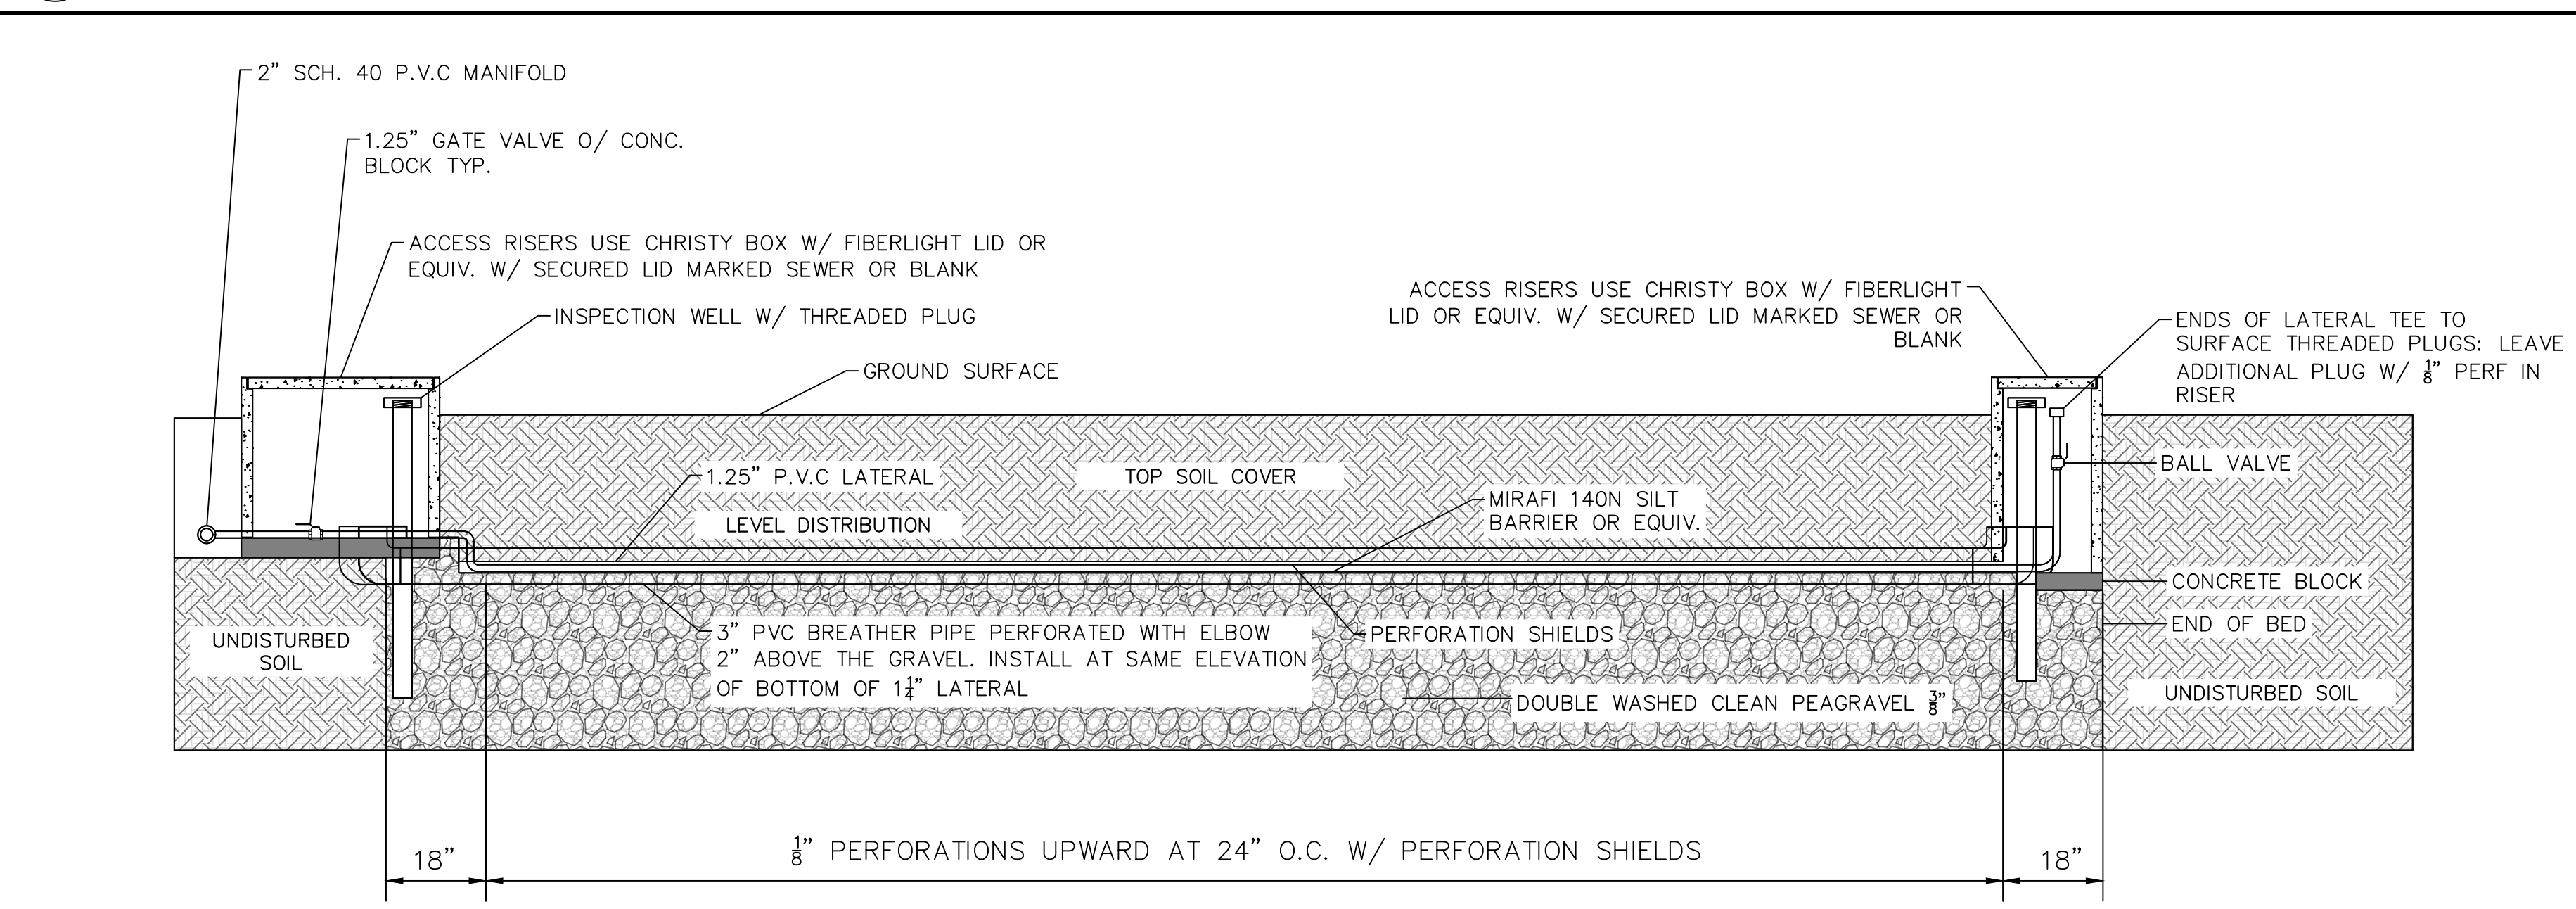 2” SCH. 40 P.V.C MANIFOLD
1.25” GATE VALVE O/ CONC.
BLOCK TYP.
ACCESS RISERS USE CHRISTY BOX W/ FIBERLIGHT LID OR
EQUIV. W/ SECURED LID MARKED SEWER OR BLANK
INSPECTION WELL W/ THREADED PLUG
GROUND SURFACE
ACCESS RISERS USE CHRISTY BOX W/ FIBERLIGHT
LID OR EQUIV. W/ SECURED LID MARKED SEWER OR
BLANK
ENDS OF LATERAL TEE TO
SURFACE THREADED PLUGS: LEAVE
ADDITIONAL PLUG W/ 1/8” PERF IN
RISER
1.25” P.V.C LATERAL
LEVEL DISTRIBUTION
TOP SOIL COVER
MIRAFI 140N SILT
BARRIER OR EQUIV.
BALL VALVE
CONCRETE BLOCK
END OF BED
UNDISTURBED
SOIL
3” PVC BREATHER PIPE PERFORATED WITH ELBOW
2” ABOVE THE GRAVEL. INSTALL AT SAME ELEVATION
OF BOTTOM OF 1 1/4” LATERAL
PERFORATION SHIELDS
DOUBLE WASHED CLEAN PEAGRAVEL 3/8”
UNDISTURBED SOIL
18”
1/8” PERFORATIONS UPWARD AT 24” O.C. W/ PERFORATION SHIELDS
18”